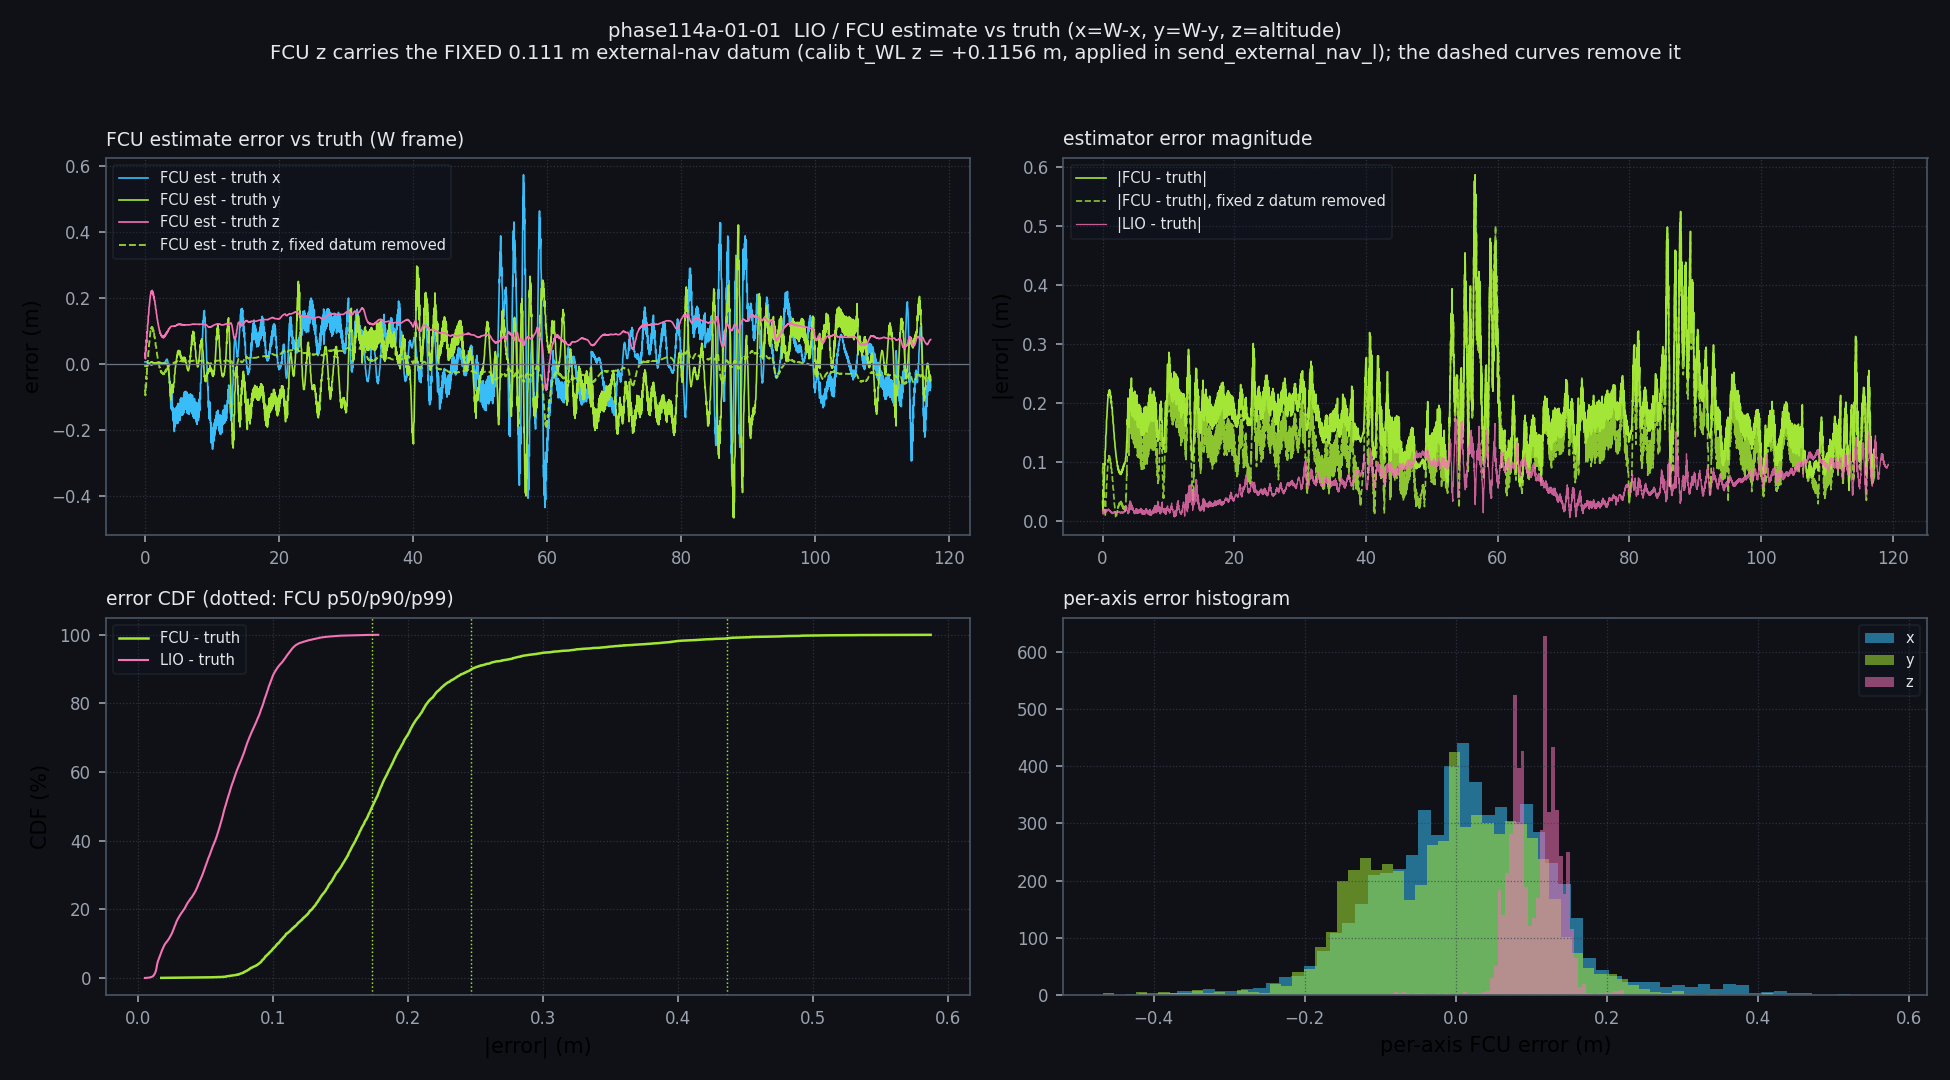 phase114a-01-01  LIO / FCU estimate vs truth (x=W-x, y=W-y, z=altitude)
FCU z carries the FIXED 0.111 m external-nav datum (calib t_WL z = +0.1156 m, applied in send_external_nav_l); the dashed curves remove it
FCU estimate error vs truth (W frame)
error (m)
0.6
0.4
0.2
0.0
−0.2
−0.4
FCU est - truth x
FCU est - truth y
FCU est - truth z
FCU est - truth z, fixed datum removed
0 20 40 60 80 100 120
estimator error magnitude
|error| (m)
0.6
0.5
0.4
0.3
0.2
0.1
0.0
|FCU - truth|
|FCU - truth|, fixed z datum removed
|LIO - truth|
0 20 40 60 80 100 120
error CDF (dotted: FCU p50/p90/p99)
CDF (%)
100
80
60
40
20
0
FCU - truth
LIO - truth
0.0 0.1 0.2 0.3 0.4 0.5 0.6
|error| (m)
per-axis error histogram
600
500
400
300
200
100
0
x
y
z
−0.4 −0.2 0.0 0.2 0.4 0.6
per-axis FCU error (m)